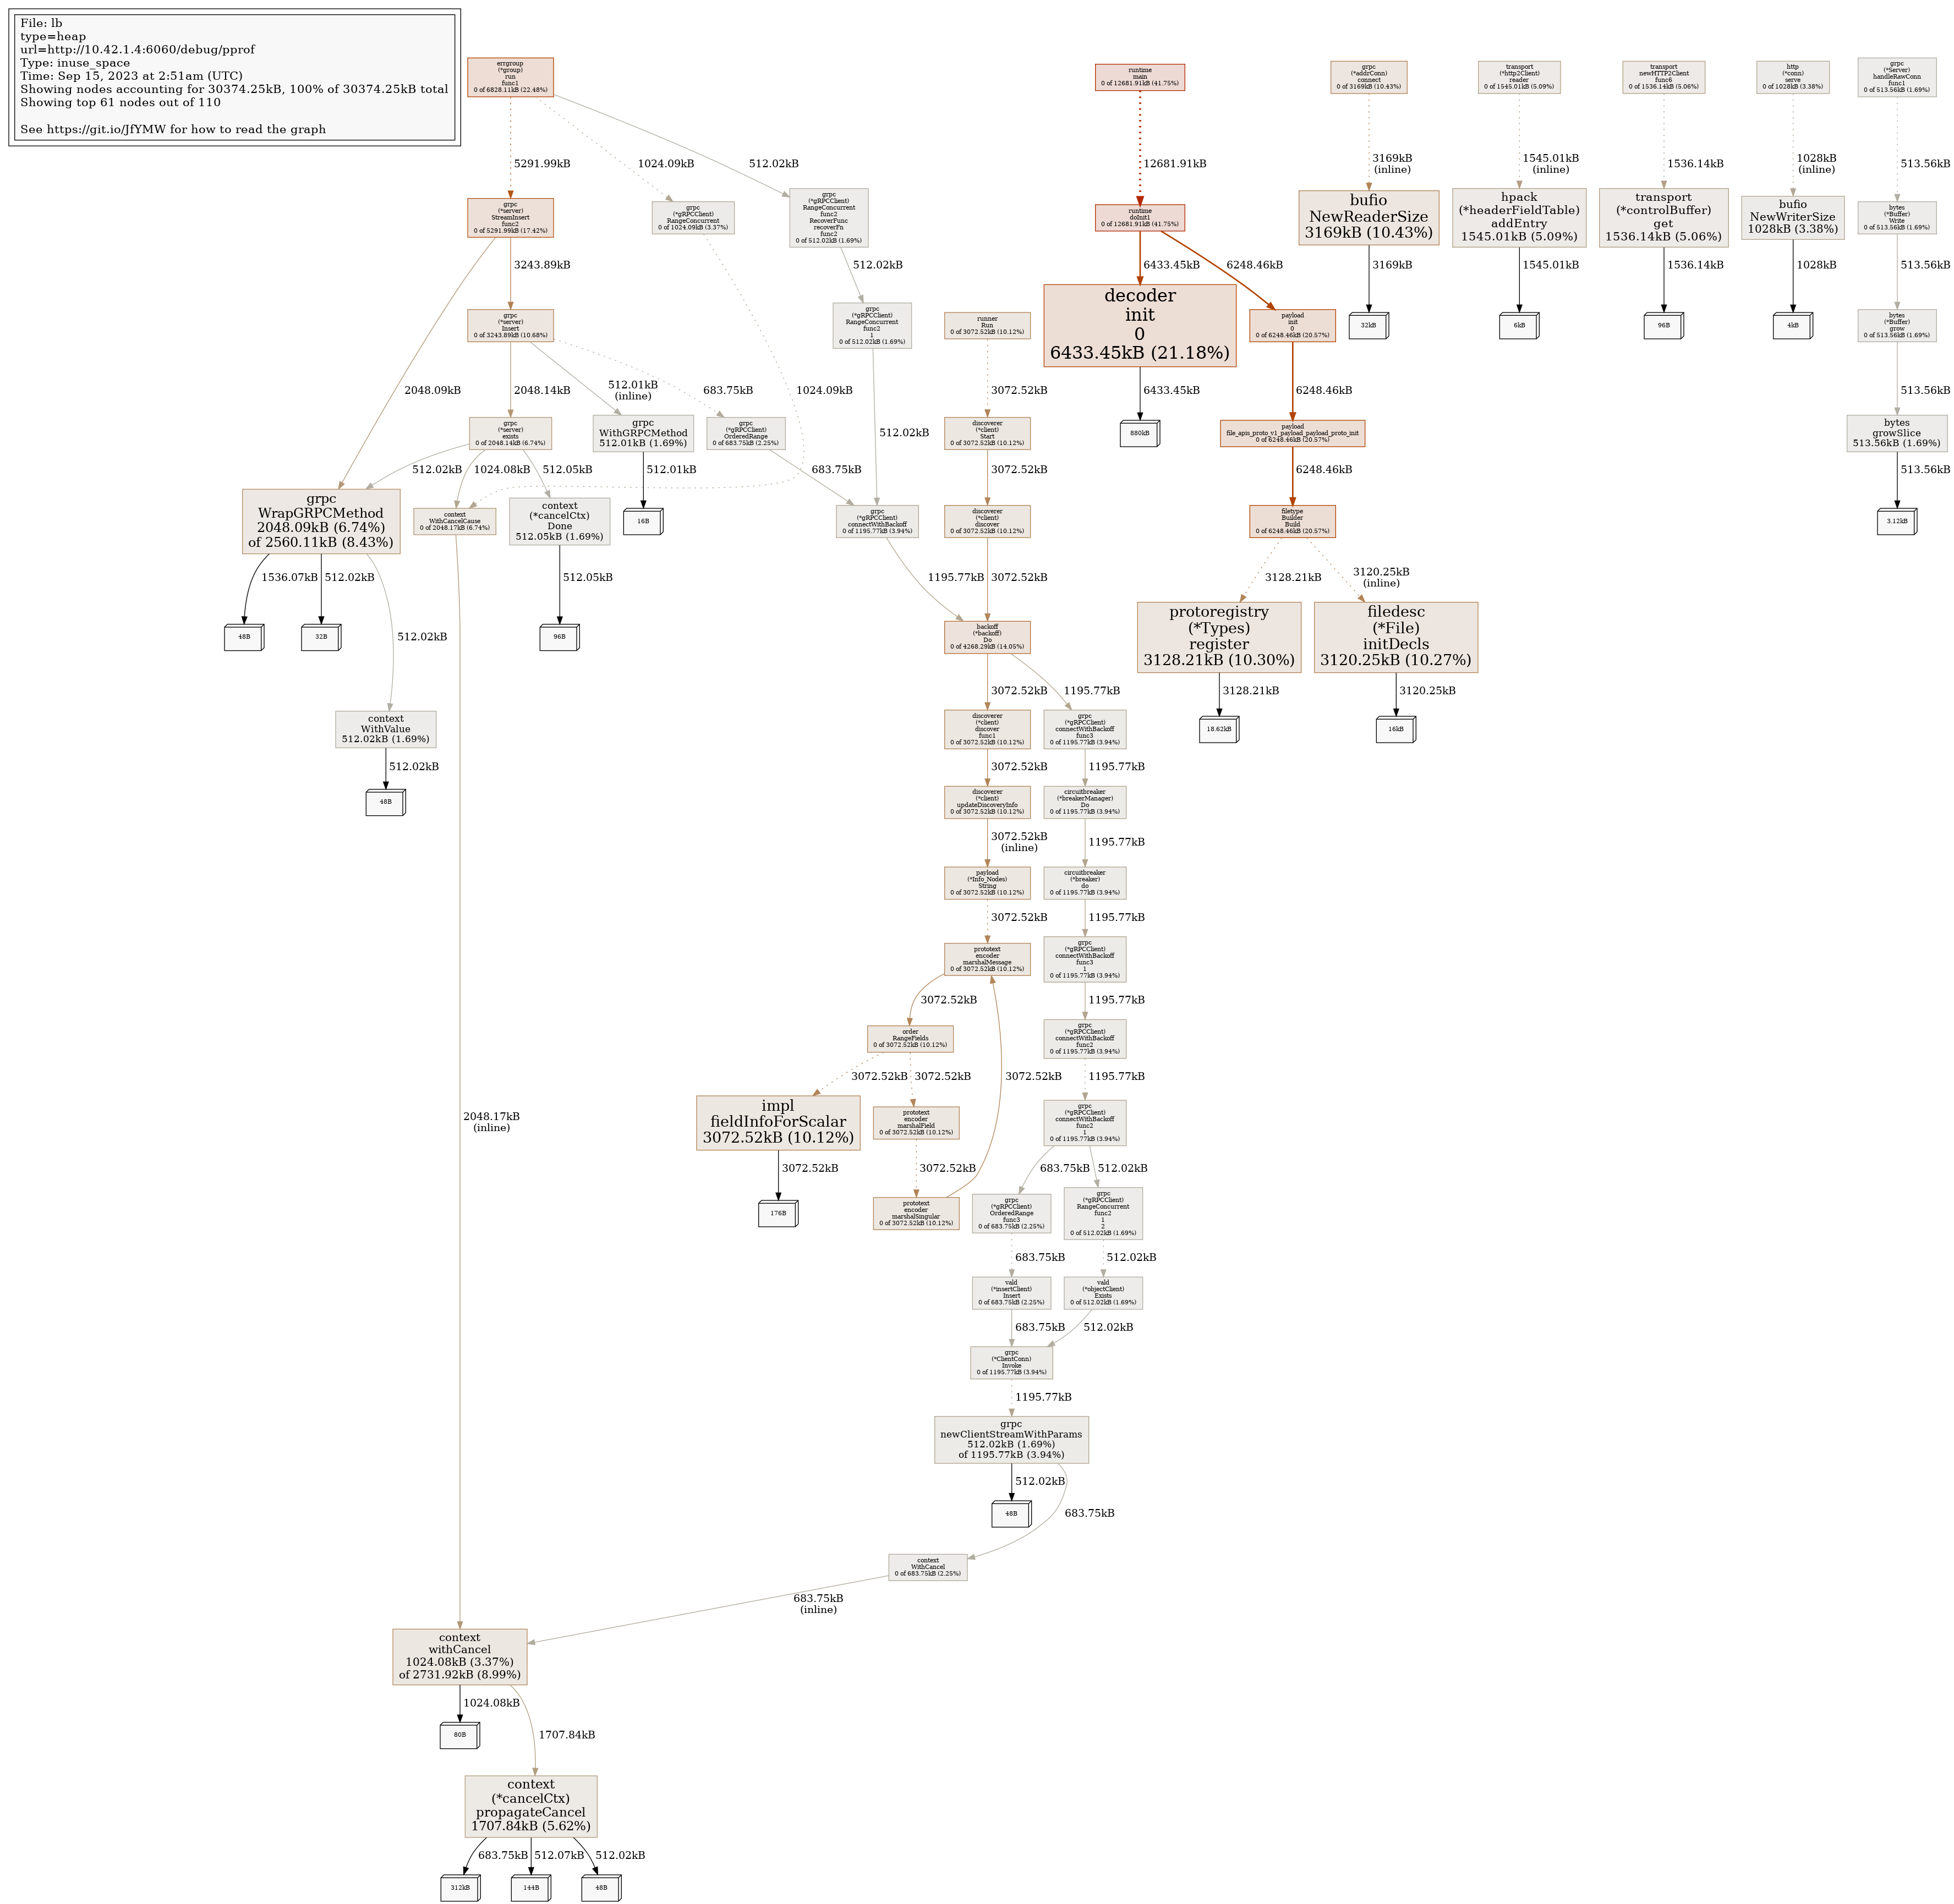 File: lb
type=heap
url=http://10.42.1.4:6060/debug/pprof
Type: inuse_space
Time: Sep 15, 2023 at 2:51am (UTC)
Showing nodes accounting for 30374.25kB, 100% of 30374.25kB total
Showing top 61 nodes out of 110
See https://git.io/JfYMW for how to read the graph
errgroup
(*group)
run
func1
0 of 6828.11kB (22.48%)
runtime
main
0 of 12681.91kB (41.75%)
grpc
(*addrConn)
connect
0 of 3169kB (10.43%)
transport
(*http2Client)
reader
0 of 1545.01kB (5.09%)
transport
newHTTP2Client
func6
0 of 1536.14kB (5.06%)
http
(*conn)
serve
0 of 1028kB (3.38%)
grpc
(*Server)
handleRawConn
func1
0 of 513.56kB (1.69%)
5291.99kB
1024.09kB
512.02kB
12681.91kB
3169kB
(inline)
1545.01kB
(inline)
1536.14kB
1028kB
(inline)
513.56kB
grpc
(*server)
StreamInsert
func2
0 of 5291.99kB (17.42%)
grpc
(*gRPCClient)
RangeConcurrent
0 of 1024.09kB (3.37%)
grpc
(*gRPCClient)
RangeConcurrent
func2
RecoverFunc
recoverFn
func2
0 of 512.02kB (1.69%)
runtime
doInit1
0 of 12681.91kB (41.75%)
bufio
NewReaderSize
3169kB (10.43%)
hpack
(*headerFieldTable)
addEntry
1545.01kB (5.09%)
transport
(*controlBuffer)
get
1536.14kB (5.06%)
bufio
NewWriterSize
1028kB (3.38%)
bytes
(*Buffer)
Write
0 of 513.56kB (1.69%)
3243.89kB
512.02kB
6433.45kB
6248.46kB
3169kB
1545.01kB
1536.14kB
1028kB
513.56kB
grpc
(*server)
Insert
0 of 3243.89kB (10.68%)
grpc
(*gRPCClient)
RangeConcurrent
func2
1
0 of 512.02kB (1.69%)
runner
Run
0 of 3072.52kB (10.12%)
decoder
init
0
6433.45kB (21.18%)
payload
init
0
0 of 6248.46kB (20.57%)
32kB
6kB
96B
4kB
bytes
(*Buffer)
grow
0 of 513.56kB (1.69%)
2048.09kB
2048.14kB
512.01kB
(inline)
683.75kB
1024.09kB
3072.52kB
6433.45kB
6248.46kB
513.56kB
grpc
(*server)
exists
0 of 2048.14kB (6.74%)
grpc
WithGRPCMethod
512.01kB (1.69%)
grpc
(*gRPCClient)
OrderedRange
0 of 683.75kB (2.25%)
512.02kB
discoverer
(*client)
Start
0 of 3072.52kB (10.12%)
880kB
payload
file_apis_proto_v1_payload_payload_proto_init
0 of 6248.46kB (20.57%)
bytes
growSlice
513.56kB (1.69%)
512.02kB
1024.08kB
512.05kB
512.01kB
683.75kB
3072.52kB
6248.46kB
513.56kB
grpc
WrapGRPCMethod
2048.09kB (6.74%)
of 2560.11kB (8.43%)
context
WithCancelCause
0 of 2048.17kB (6.74%)
context
(*cancelCtx)
Done
512.05kB (1.69%)
16B
grpc
(*gRPCClient)
connectWithBackoff
0 of 1195.77kB (3.94%)
discoverer
(*client)
discover
0 of 3072.52kB (10.12%)
filetype
Builder
Build
0 of 6248.46kB (20.57%)
3.12kB
1536.07kB
512.02kB
512.02kB
512.05kB
1195.77kB
3072.52kB
3128.21kB
3120.25kB
(inline)
48B
32B
96B
backoff
(*backoff)
Do
0 of 4268.29kB (14.05%)
protoregistry
(*Types)
register
3128.21kB (10.30%)
filedesc
(*File)
initDecls
3120.25kB (10.27%)
3072.52kB
1195.77kB
3128.21kB
3120.25kB
context
WithValue
512.02kB (1.69%)
discoverer
(*client)
discover
func1
0 of 3072.52kB (10.12%)
grpc
(*gRPCClient)
connectWithBackoff
func3
0 of 1195.77kB (3.94%)
18.62kB
16kB
512.02kB
3072.52kB
1195.77kB
48B
discoverer
(*client)
updateDiscoveryInfo
0 of 3072.52kB (10.12%)
circuitbreaker
(*breakerManager)
Do
0 of 1195.77kB (3.94%)
3072.52kB
(inline)
1195.77kB
payload
(*Info_Nodes)
String
0 of 3072.52kB (10.12%)
circuitbreaker
(*breaker)
do
0 of 1195.77kB (3.94%)
3072.52kB
1195.77kB
prototext
encoder
marshalMessage
0 of 3072.52kB (10.12%)
grpc
(*gRPCClient)
connectWithBackoff
func3
1
0 of 1195.77kB (3.94%)
3072.52kB
1195.77kB
order
RangeFields
0 of 3072.52kB (10.12%)
grpc
(*gRPCClient)
connectWithBackoff
func2
0 of 1195.77kB (3.94%)
3072.52kB
3072.52kB
3072.52kB
1195.77kB
2048.17kB
(inline)
impl
fieldInfoForScalar
3072.52kB (10.12%)
prototext
encoder
marshalField
0 of 3072.52kB (10.12%)
grpc
(*gRPCClient)
connectWithBackoff
func2
1
0 of 1195.77kB (3.94%)
3072.52kB
3072.52kB
683.75kB
512.02kB
176B
prototext
encoder
marshalSingular
0 of 3072.52kB (10.12%)
grpc
(*gRPCClient)
OrderedRange
func3
0 of 683.75kB (2.25%)
grpc
(*gRPCClient)
RangeConcurrent
func2
1
2
0 of 512.02kB (1.69%)
683.75kB
512.02kB
vald
(*insertClient)
Insert
0 of 683.75kB (2.25%)
vald
(*objectClient)
Exists
0 of 512.02kB (1.69%)
683.75kB
512.02kB
grpc
(*ClientConn)
Invoke
0 of 1195.77kB (3.94%)
1195.77kB
grpc
newClientStreamWithParams
512.02kB (1.69%)
of 1195.77kB (3.94%)
512.02kB
683.75kB
48B
context
WithCancel
0 of 683.75kB (2.25%)
683.75kB
(inline)
context
withCancel
1024.08kB (3.37%)
of 2731.92kB (8.99%)
1024.08kB
1707.84kB
80B
context
(*cancelCtx)
propagateCancel
1707.84kB (5.62%)
683.75kB
512.07kB
512.02kB
312kB
144B
48B